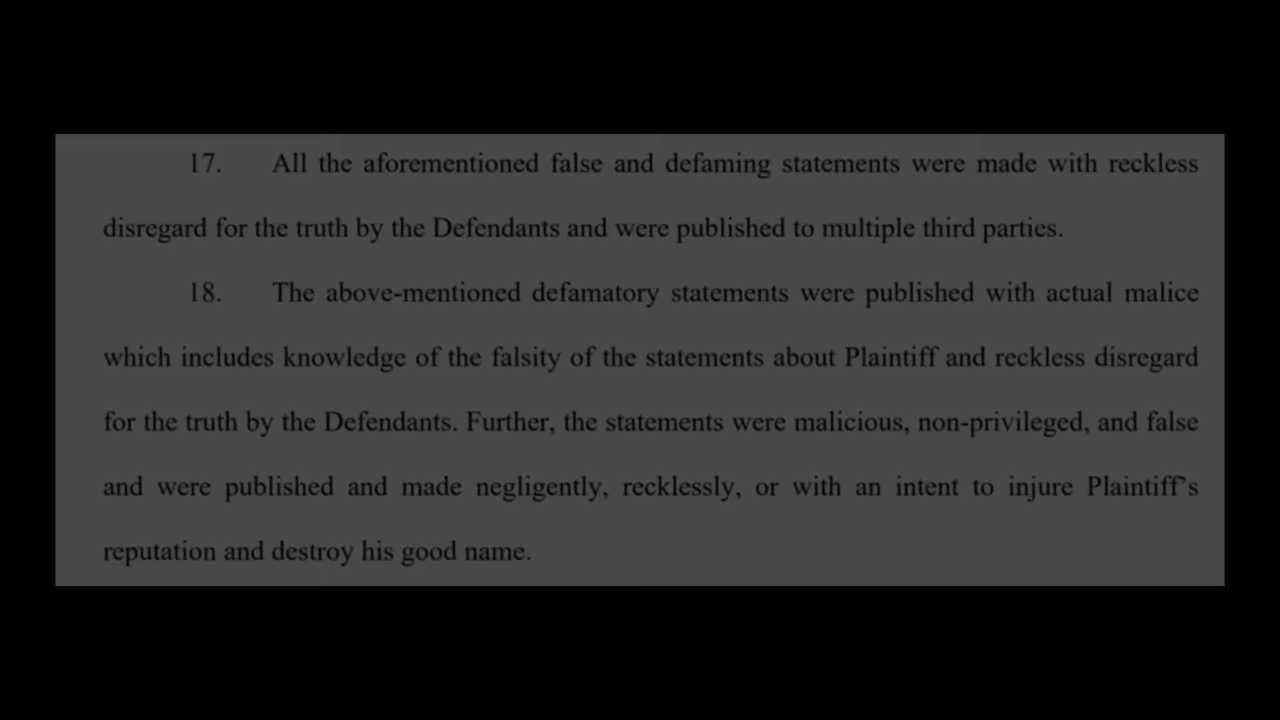 17. All the aforementioned false and defaming statements were made with reckless
disregard for the truth by the Defendants and were published to multiple third parties.
18. The above-mentioned defamatory statements were published with actual malice
which includes knowledge of the falsity of the statements about Plaintiff and reckless disregard
for the truth by the Defendants. Further, the statements were malicious, non-privileged, and false
and were published and made negligently, recklessly, or with an intent to injure Plaintiff's
reputation and destroy his good name.